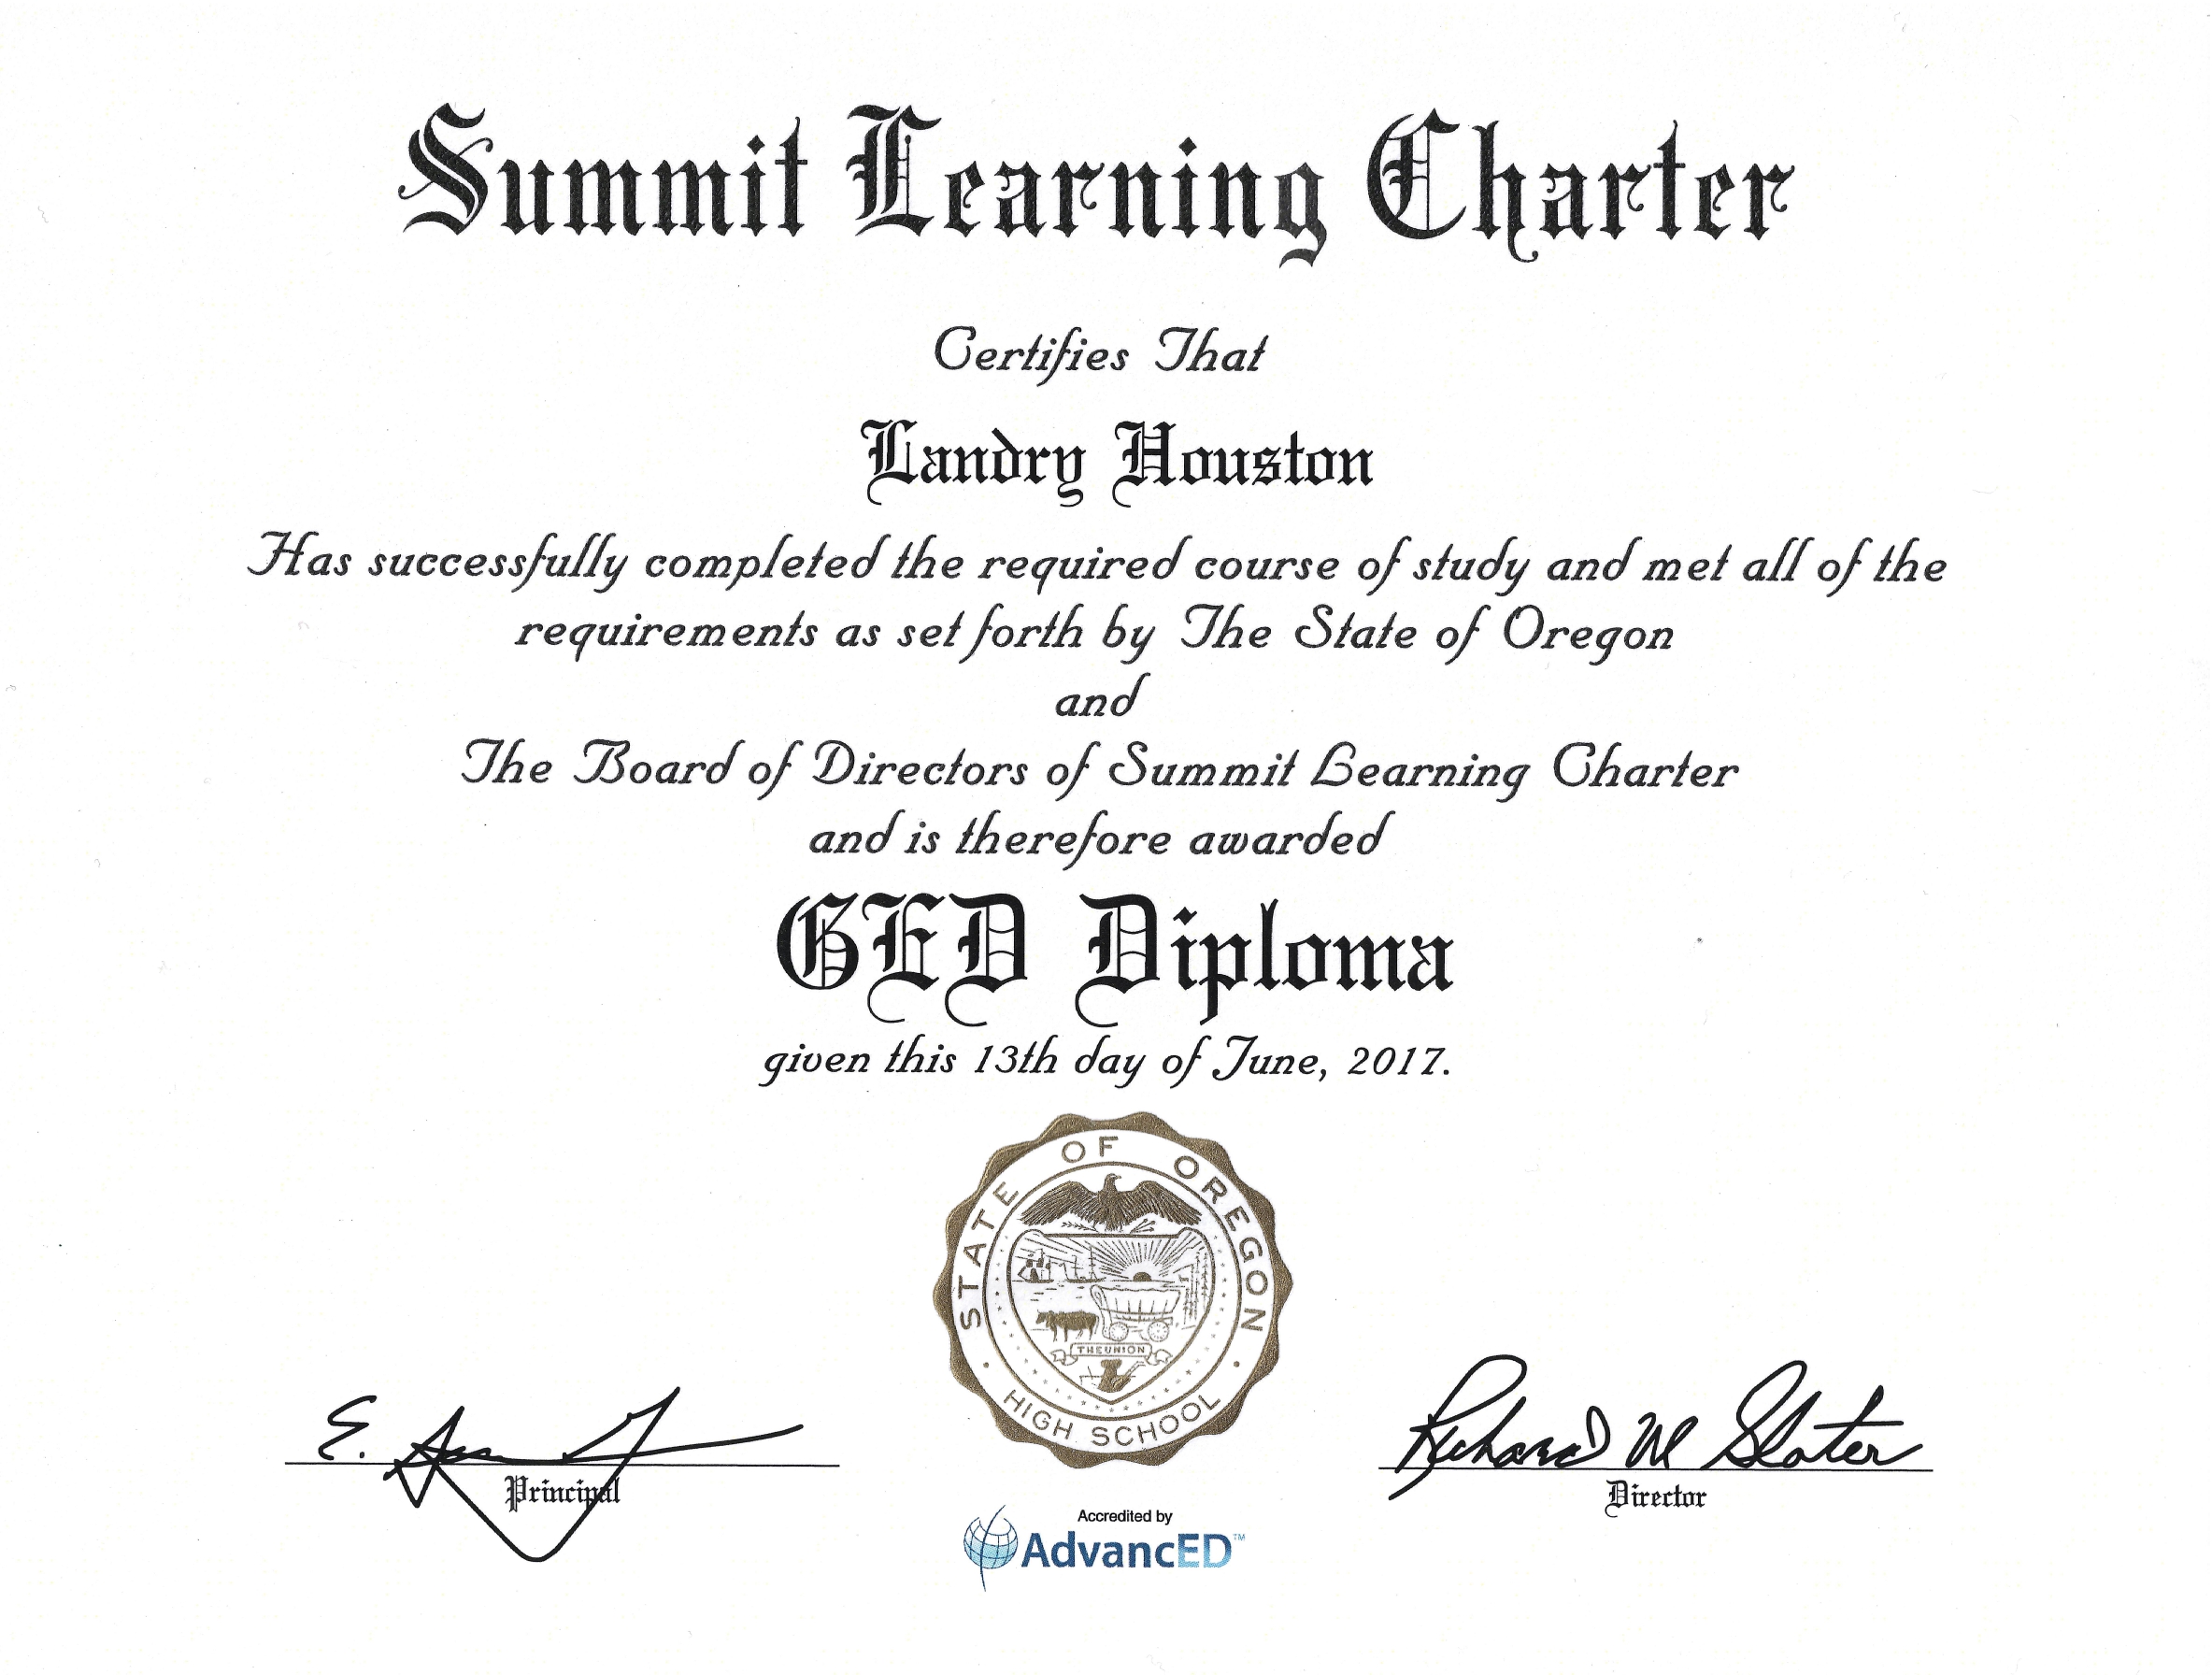 Summit Learning Charter
Certifies That
Landry Houston
Has successfully completed the required course of study and met all of the
requirements as set forth by The State of Oregon
and
The Board of Directors of Summit Learning Charter
and is therefore awarded
GED Diploma
given this 13th day of June, 2017.
STATE OF OREGON
THE UNION
HIGH SCHOOL
E.
Principal
Richard M Slater
Director
Accredited by
AdvancED™